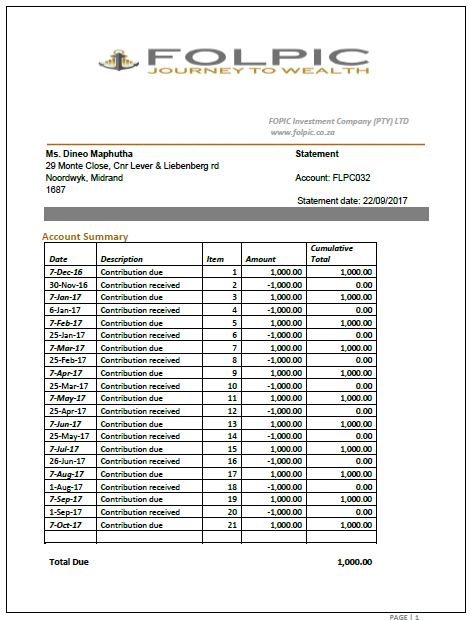 FOLPIC
JOURNEY TO WEALTH
FOPIC Investment Company (PTY) LTD
www.folpic.co.za
Ms. Dineo Maphutha Statement
29 Monte Close, Cnr Lever & Liebenberg rd
Noordwyk, Midrand Account: FLPC032
1687
Statement date: 22/09/2017
Account Summary
Date Description Item Amount Cumulative Total
7-Dec-16 Contribution due 1 1,000.00 1,000.00
30-Nov-16 Contribution received 2 -1,000.00 0.00
7-Jan-17 Contribution due 3 1,000.00 1,000.00
6-Jan-17 Contribution received 4 -1,000.00 0.00
7-Feb-17 Contribution due 5 1,000.00 1,000.00
25-Jan-17 Contribution received 6 -1,000.00 0.00
7-Mar-17 Contribution due 7 1,000.00 1,000.00
25-Feb-17 Contribution received 8 -1,000.00 0.00
7-Apr-17 Contribution due 9 1,000.00 1,000.00
25-Mar-17 Contribution received 10 -1,000.00 0.00
7-May-17 Contribution due 11 1,000.00 1,000.00
25-Apr-17 Contribution received 12 -1,000.00 0.00
7-Jun-17 Contribution due 13 1,000.00 1,000.00
25-May-17 Contribution received 14 -1,000.00 0.00
7-Jul-17 Contribution due 15 1,000.00 1,000.00
26-Jun-17 Contribution received 16 -1,000.00 0.00
7-Aug-17 Contribution due 17 1,000.00 1,000.00
1-Aug-17 Contribution received 18 -1,000.00 0.00
7-Sep-17 Contribution due 19 1,000.00 1,000.00
1-Sep-17 Contribution received 20 -1,000.00 0.00
7-Oct-17 Contribution due 21 1,000.00 1,000.00
Total Due 1,000.00
PAGE | 1